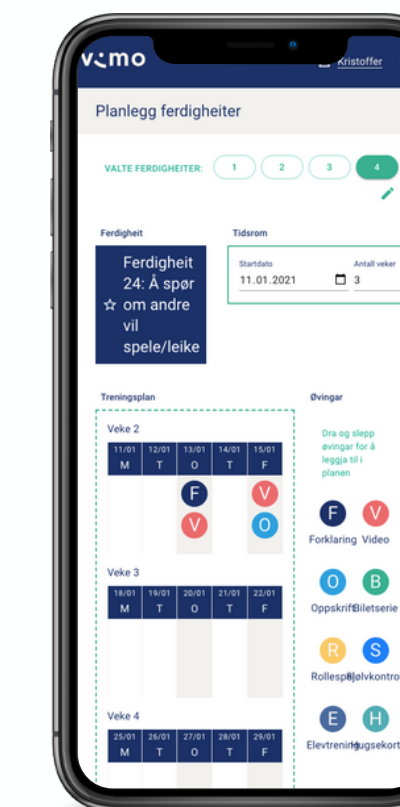 vimo
Kristoffer
Planlegg ferdigheiter
VALTE FERDIGHEITER: 1 2 3 4
Ferdigheit
Tidsrom
Ferdigheit
24: Å spør
om andre
vil
spele/leike
Startdato
Antall veker
11.01.2021
3
Treningsplan
Øvingar
Veke 2
11/01 12/01 13/01 14/01 15/01
M T O T F
F V
V O
Dra og slepp
øvingar for å
leggja til i
planen
F V
Forklaring Video
O B
Oppskrift Biletserie
R S
Rollespel Sjølvkontro
E H
Elevtrening Hugsekort
Veke 3
18/01 19/01 20/01 21/01 22/01
M T O T F
Veke 4
25/01 26/01 27/01 28/01 29/01
M T O T F